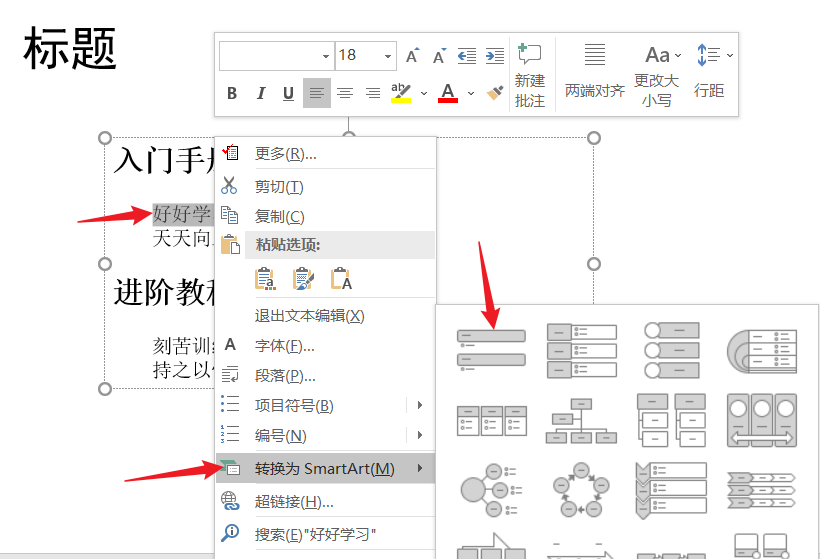 标题
18
A A
新建
批注
B I U
ab A
两端对齐
Aa
更改大
小写
行距
入门手
好好学
天天向
进阶教
刻苦训
持之以
更多(R)...
剪切(T)
复制(C)
粘贴选项:
退出文本编辑(X)
A 字体(F)...
段落(P)...
项目符号(B)
编号(N)
转换为 SmartArt(M)
超链接(H)...
搜索(E)"好好学习"